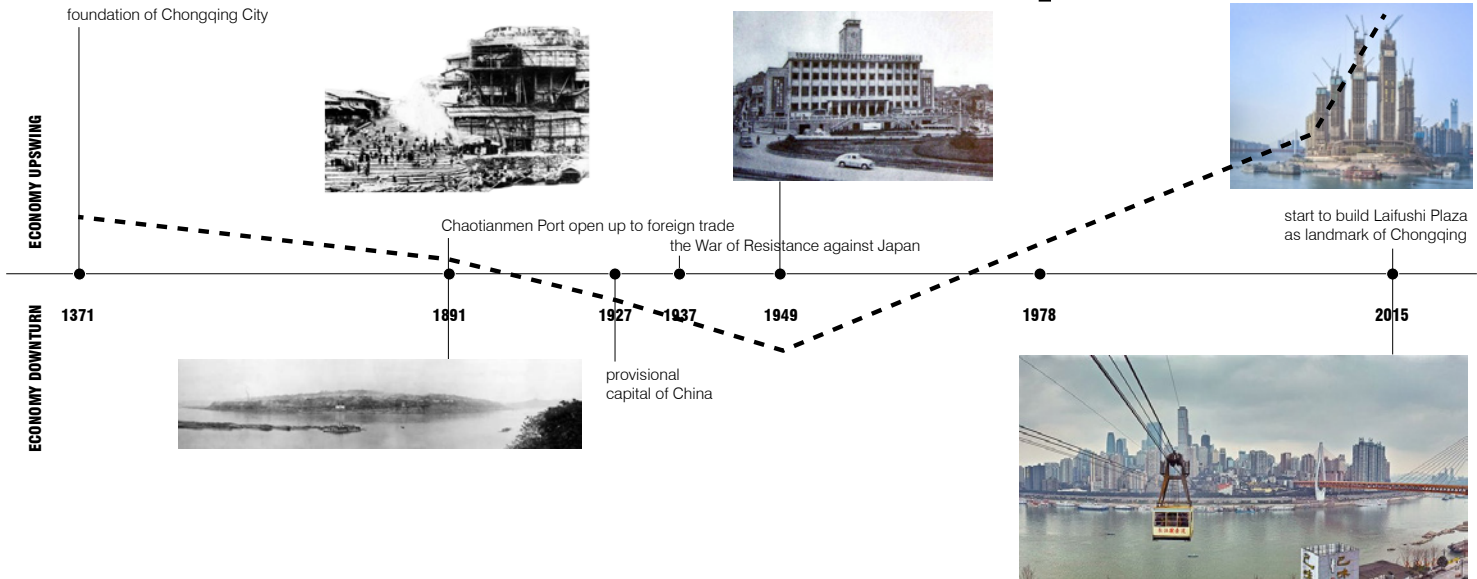 foundation of Chongqing City
ECONOMY UPSWING
Chaotianmen Port open up to foreign trade
the War of Resistance against Japan
start to build Laifushi Plaza
as landmark of Chongqing
1371
1891
1927
1937
1949
1978
2015
ECONOMY DOWNTURN
provisional
capital of China